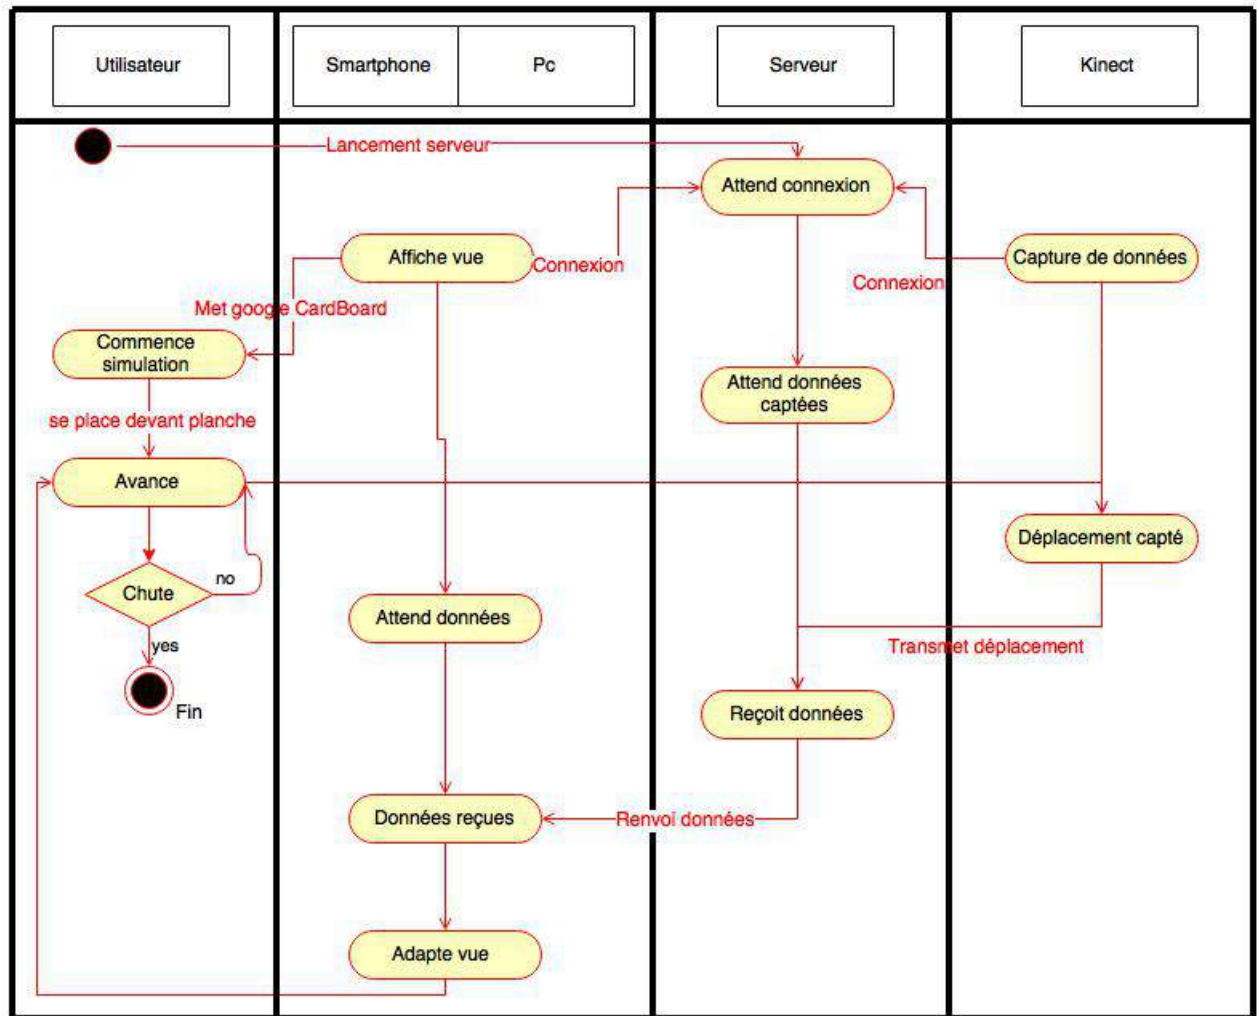 Utilisateur
Smartphone
Pc
Serveur
Kinect
Lancement serveur
Attend connexion
Affiche vue
Connexion
Capture de données
Connexion
Met google CardBoard
Commence
simulation
Attend données
captées
se place devant planche
Avance
Déplacement capté
Chute
no
Attend données
yes
Transmet déplacement
Fin
Reçoit données
Données reçues
Renvoi données
Adapte vue